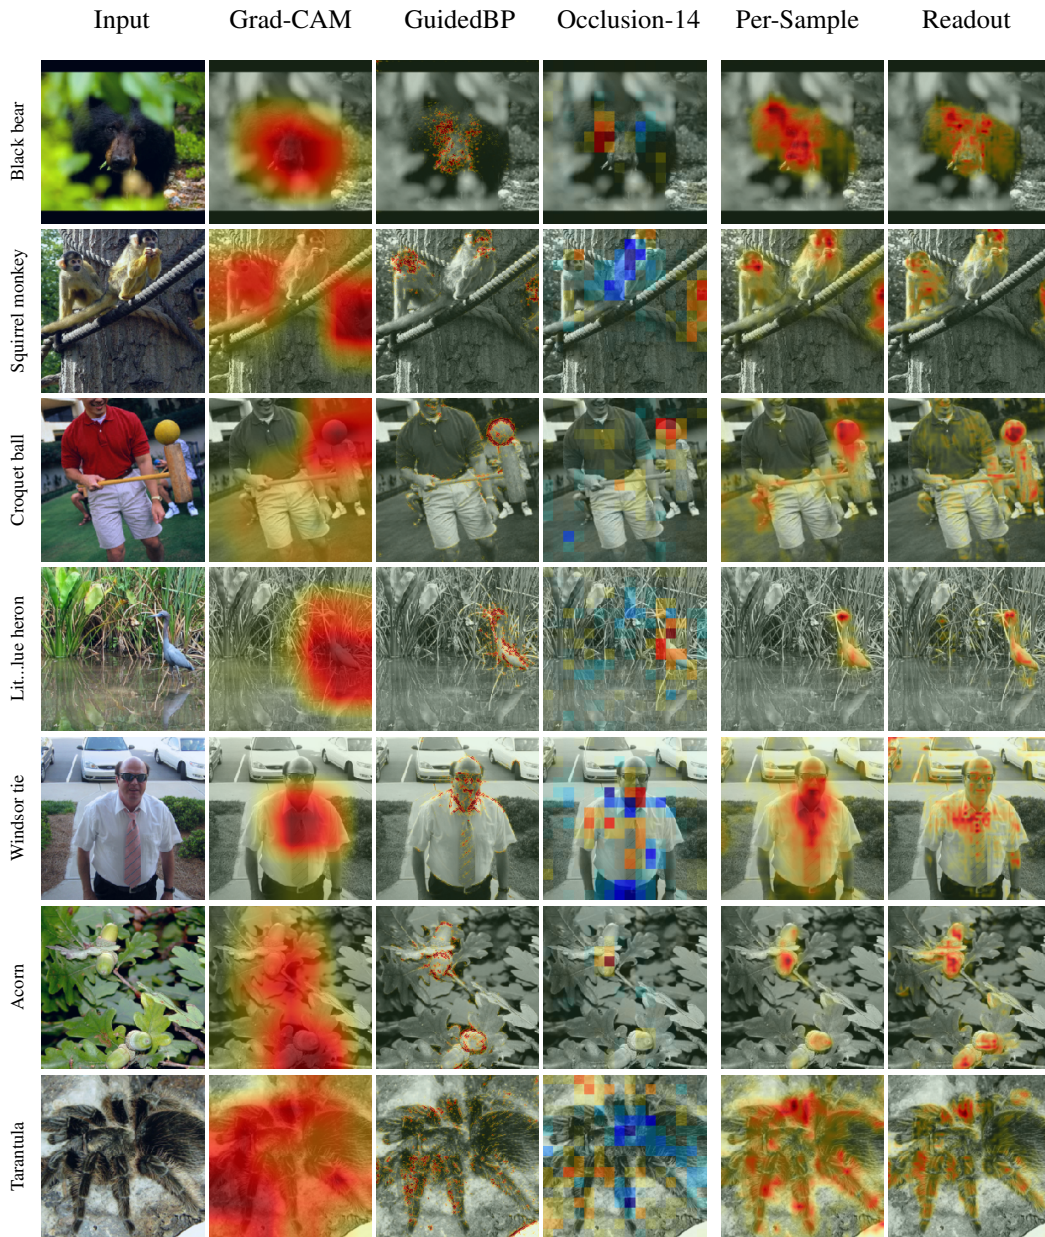 Input Grad-CAM GuidedBP Occlusion-14 Per-Sample Readout
Black bear
Squirrel monkey
Croquet ball
Lit...lue heron
Windsor tie
Acorn
Tarantula